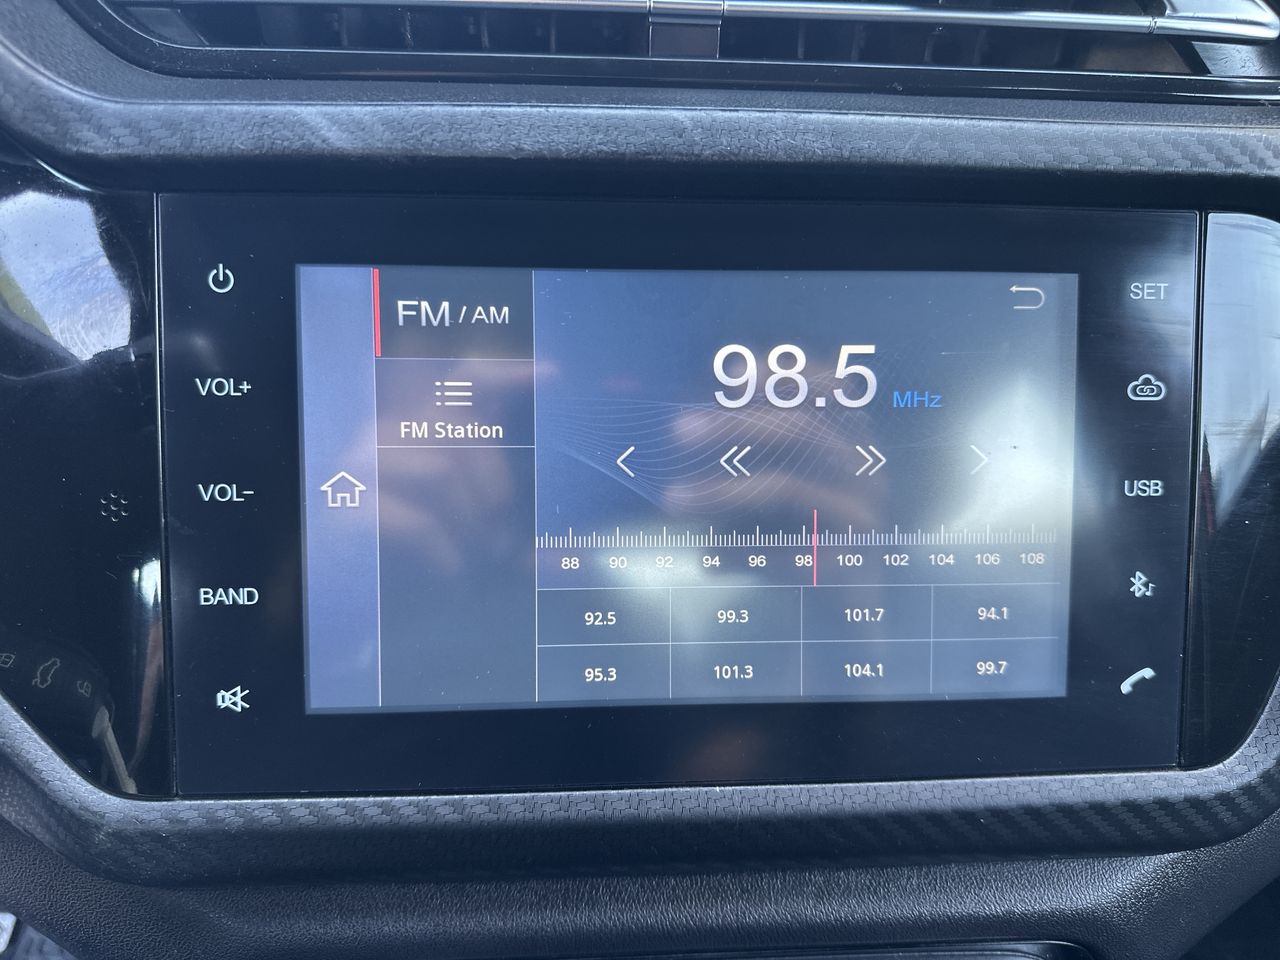 FM / AM
FM Station
98.5 MHz
88 90 92 94 96 98 100 102 104 106 108
92.5 99.3 101.7 94.1
95.3 101.3 104.1 99.7
VOL+
VOL-
BAND
SET
USB